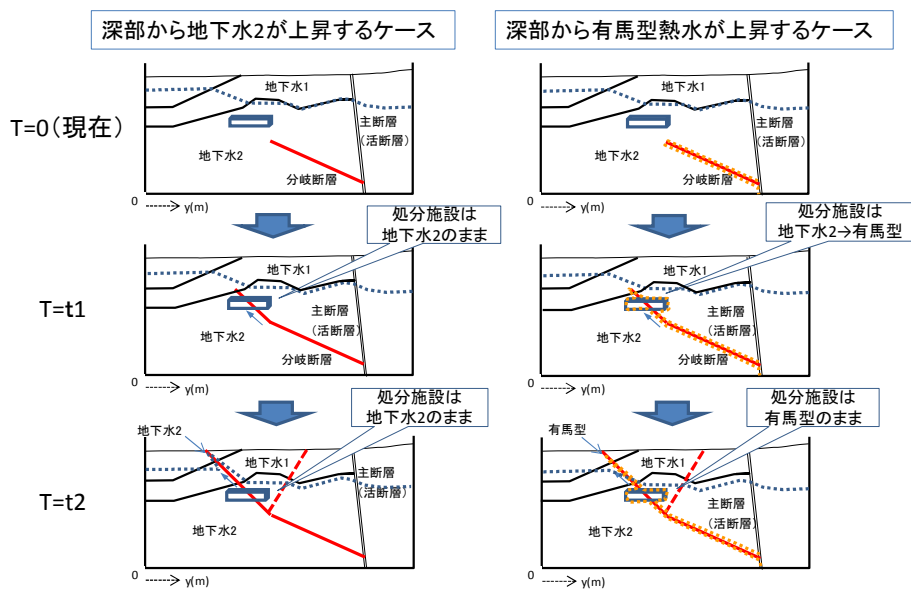 深部から地下水2が上昇するケース
深部から有馬型熱水が上昇するケース
T=0(現在)
地下水1
主断層
(活断層)
地下水2
分岐断層
0
y(m)
地下水1
主断層
(活断層)
地下水2
分岐断層
0
y(m)
処分施設は
地下水2のまま
処分施設は
地下水2→有馬型
T=t1
地下水1
主断層
(活断層)
地下水2
分岐断層
0
y(m)
地下水1
主断層
(活断層)
地下水2
分岐断層
0
y(m)
処分施設は
地下水2のまま
処分施設は
有馬型のまま
T=t2
地下水2
地下水1
主断層
(活断層)
地下水2
0
y(m)
有馬型
地下水1
主断層
(活断層)
地下水2
0
y(m)